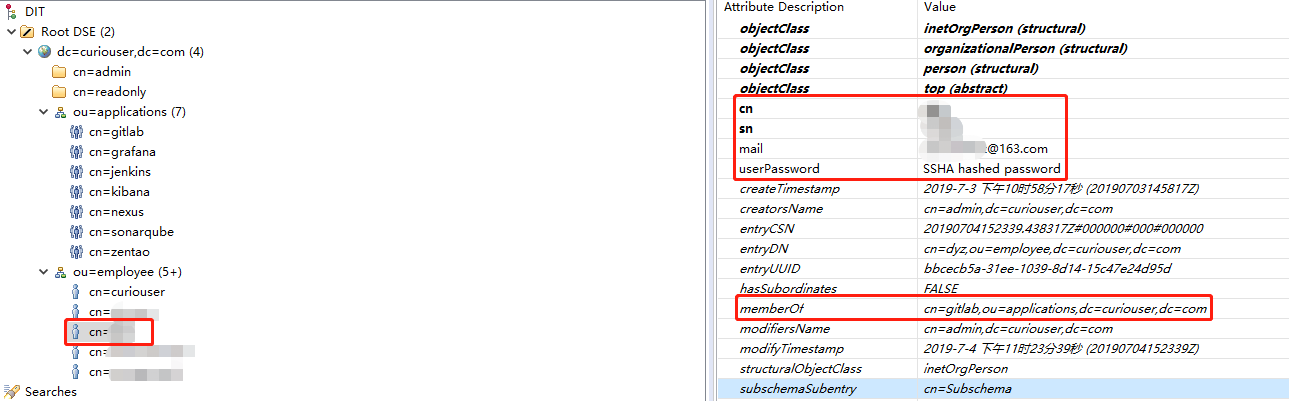 DIT
Root DSE (2)
dc=curiouser,dc=com (4)
cn=admin
cn=readonly
ou=applications (7)
cn=gitlab
cn=grafana
cn=jenkins
cn=kibana
cn=nexus
cn=sonarqube
cn=zentao
ou=employee (5+)
cn=curiouser
cn=
cn=
cn=
cn=
Searches
Attribute Description Value
objectClass inetOrgPerson (structural)
objectClass organizationalPerson (structural)
objectClass person (structural)
objectClass top (abstract)
cn
sn
mail @163.com
userPassword SSHA hashed password
createTimestamp 2019-7-3 下午10时58分17秒 (20190703145817Z)
creatorsName cn=admin,dc=curiouser,dc=com
entryCSN 20190704152339.438317Z#000000#000#000000
entryDN cn=dyz,ou=employee,dc=curiouser,dc=com
entryUUID bbcecb5a-31ee-1039-8d14-15c47e24d95d
hasSubordinates FALSE
memberOf cn=gitlab,ou=applications,dc=curiouser,dc=com
modifiersName cn=admin,dc=curiouser,dc=com
modifyTimestamp 2019-7-4 下午11时23分39秒 (20190704152339Z)
structuralObjectClass inetOrgPerson
subschemaSubentry cn=Subschema